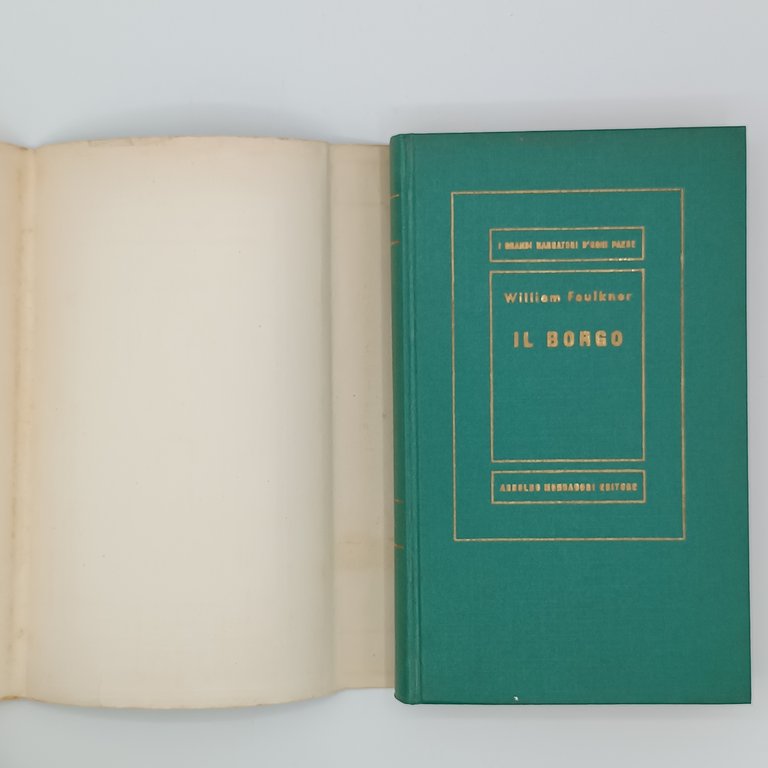 I GRANDI NARRATORI D'OGNI PAESE
William Faulkner
IL BORGO
ARNOLDO MONDADORI EDITORE